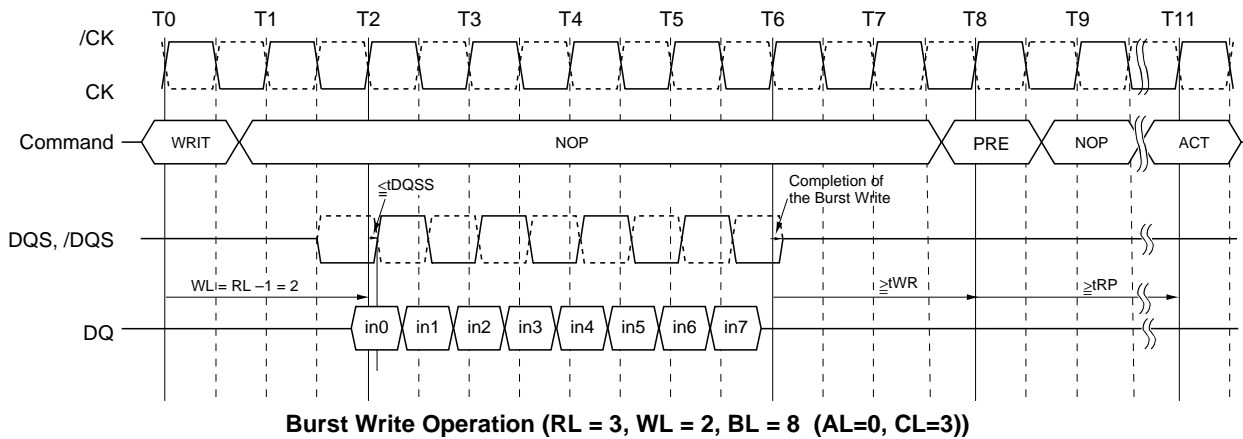 T0 T1 T2 T3 T4 T5 T6 T7 T8 T9 T11
/CK
CK
Command WRIT NOP PRE NOP ACT
≦tDQSS
Completion of
the Burst Write
DQS, /DQS
WL = RL –1 = 2
≧tWR
≧tRP
DQ in0 in1 in2 in3 in4 in5 in6 in7
Burst Write Operation (RL = 3, WL = 2, BL = 8 (AL=0, CL=3))